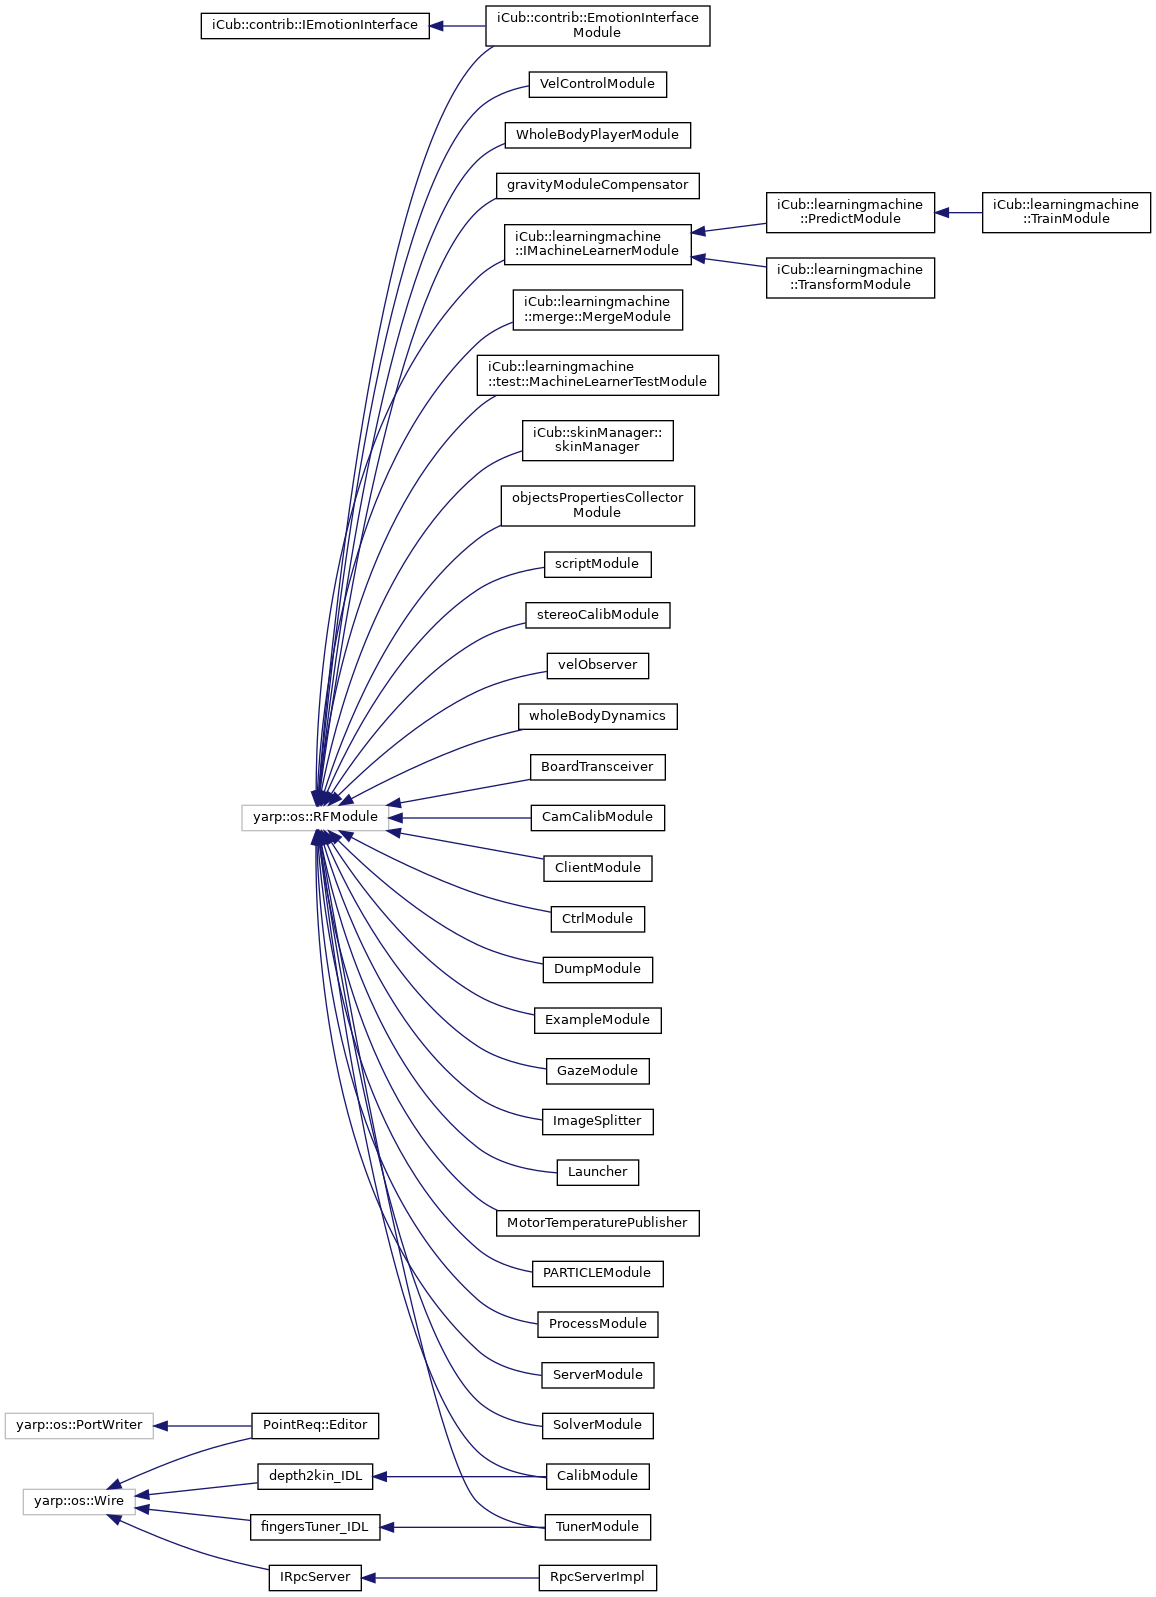 iCub::contrib::IEmotionInterface
iCub::contrib::EmotionInterface
Module
VelControlModule
WholeBodyPlayerModule
gravityModuleCompensator
iCub::learningmachine
::IMachineLearnerModule
iCub::learningmachine
::PredictModule
iCub::learningmachine
::TrainModule
iCub::learningmachine
::TransformModule
iCub::learningmachine
::merge::MergeModule
iCub::learningmachine
::test::MachineLearnerTestModule
iCub::skinManager::
skinManager
objectsPropertiesCollector
Module
scriptModule
stereoCalibModule
velObserver
wholeBodyDynamics
BoardTransceiver
yarp::os::RFModule
CamCalibModule
ClientModule
CtrlModule
DumpModule
ExampleModule
GazeModule
ImageSplitter
Launcher
MotorTemperaturePublisher
PARTICLEModule
ProcessModule
ServerModule
yarp::os::PortWriter
PointReq::Editor
SolverModule
depth2kin_IDL
CalibModule
yarp::os::Wire
fingersTuner_IDL
TunerModule
IRpcServer
RpcServerImpl